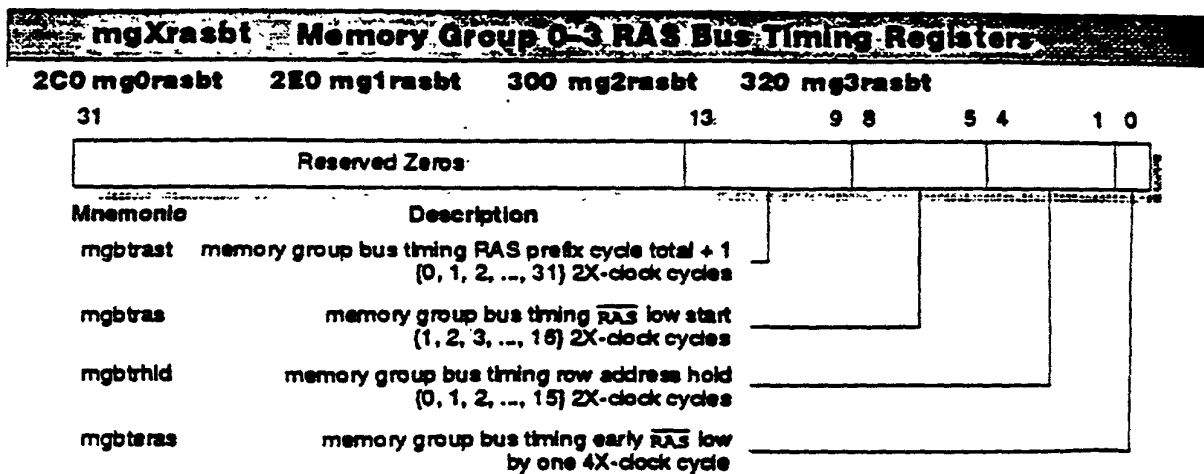 mgXrasbt Memory Group 0–3 RAS Bus Timing Registers
2C0 mg0rasbt 2E0 mg1rasbt 300 mg2rasbt 320 mg3rasbt
31 13 9 8 5 4 1 0
Reserved Zeros
Mnemonic Description
mgbtrast memory group bus timing RAS prefix cycle total + 1
{0, 1, 2, ..., 31} 2X-clock cycles
mgbtras memory group bus timing RAS low start
{1, 2, 3, ..., 16} 2X-clock cycles
mgbtrhld memory group bus timing row address hold
{0, 1, 2, ..., 15} 2X-clock cycles
mgbteras memory group bus timing early RAS low
by one 4X-clock cycle